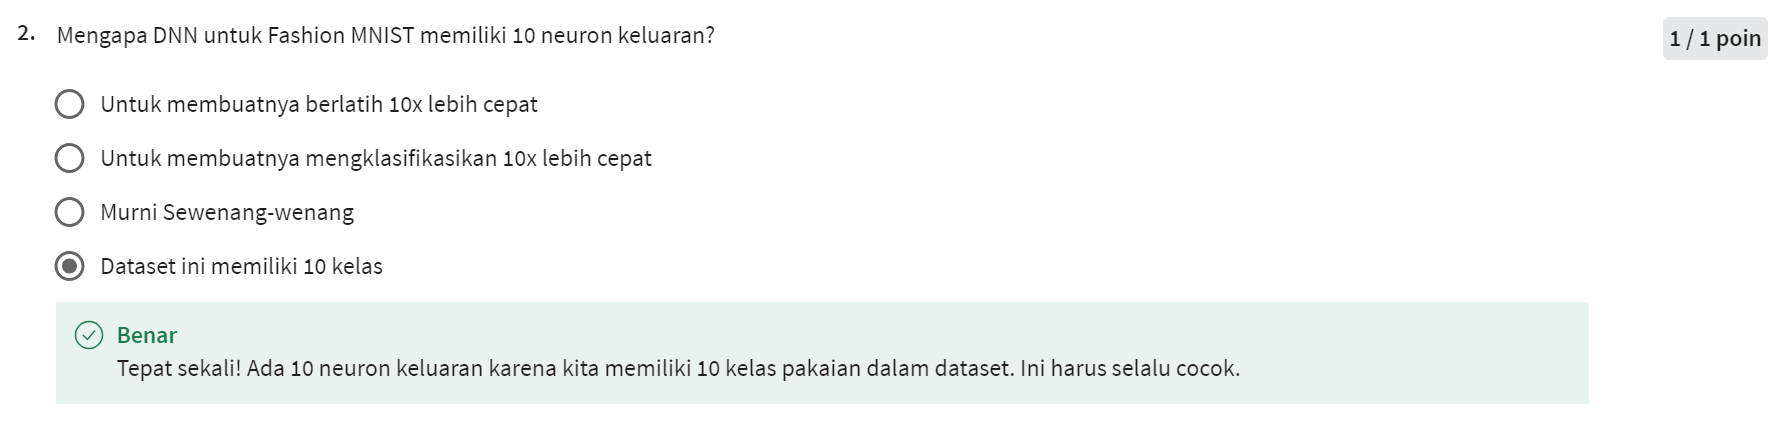 2. Mengapa DNN untuk Fashion MNIST memiliki 10 neuron keluaran?
1 / 1 poin
Untuk membuatnya berlatih 10x lebih cepat
Untuk membuatnya mengklasifikasikan 10x lebih cepat
Murni Sewenang-wenang
Dataset ini memiliki 10 kelas
Benar
Tepat sekali! Ada 10 neuron keluaran karena kita memiliki 10 kelas pakaian dalam dataset. Ini harus selalu cocok.